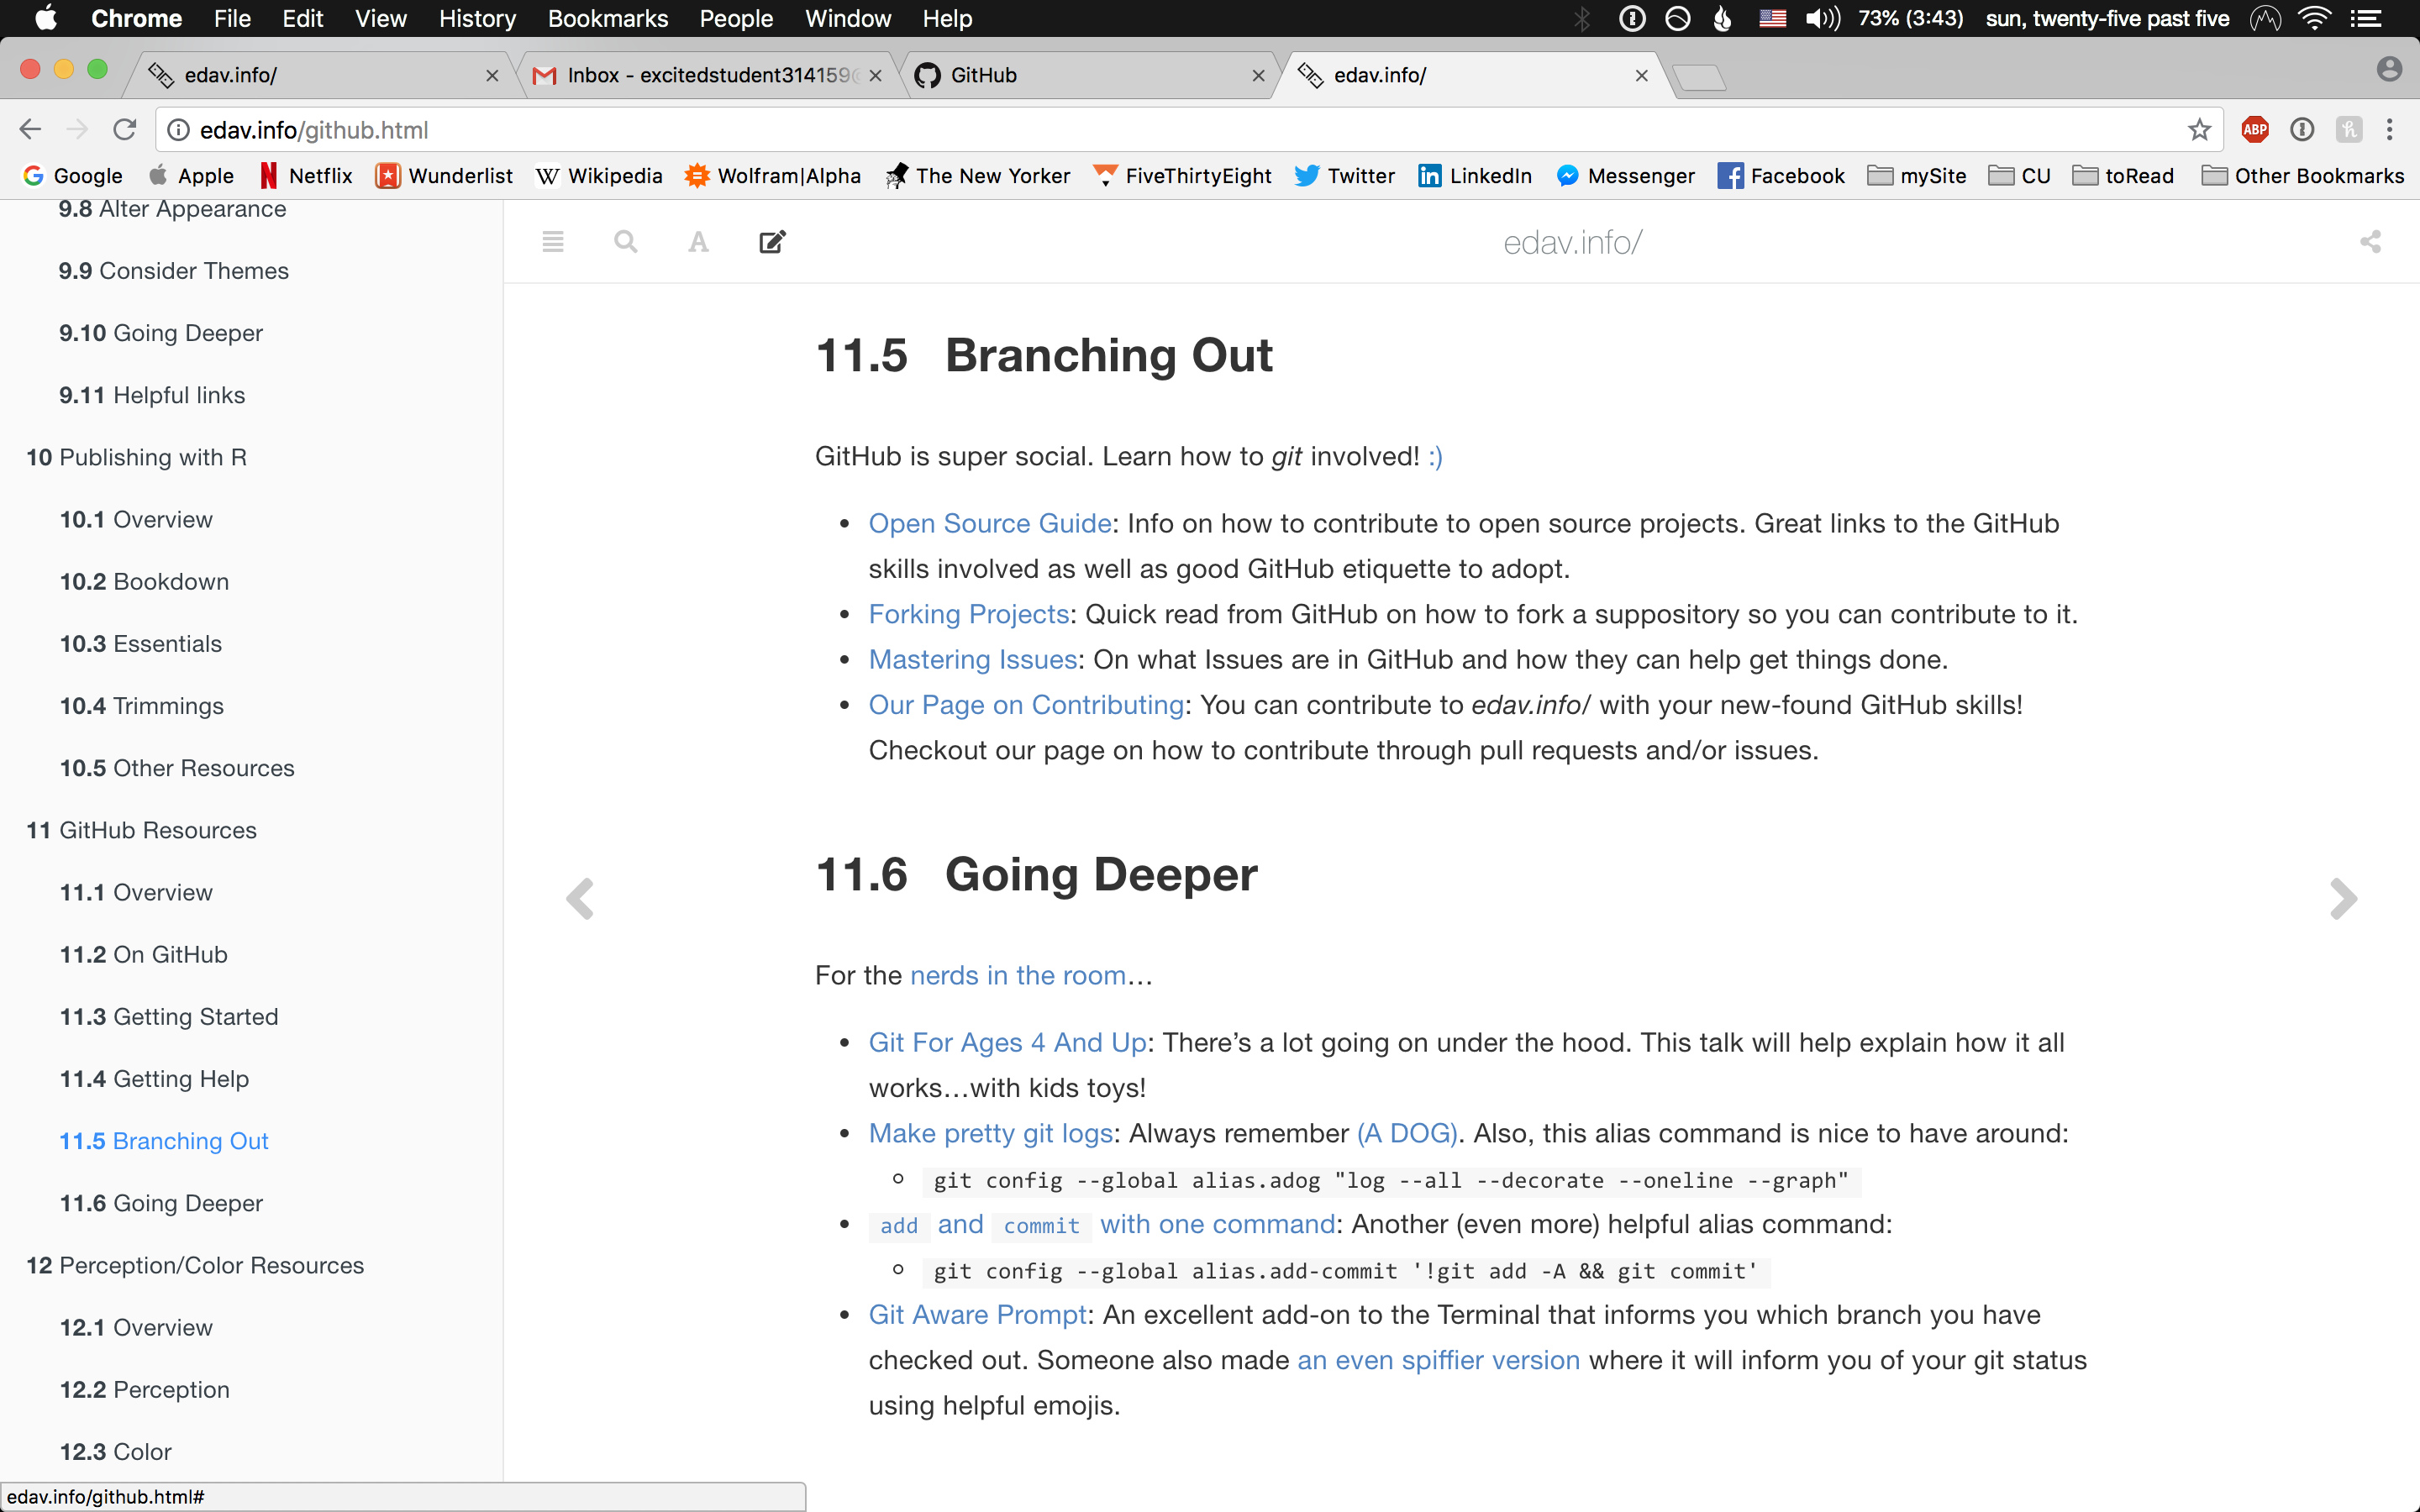 Chrome File Edit View History Bookmarks People Window Help 73% (3:43) sun, twenty-five past five
edav.info/ Inbox - excitedstudent314159 GitHub edav.info/
edav.info/github.html ABP
Google Apple Netflix Wunderlist Wikipedia Wolfram|Alpha The New Yorker FiveThirtyEight Twitter LinkedIn Messenger Facebook mySite CU toRead Other Bookmarks
9.8 Alter Appearance
9.9 Consider Themes
9.10 Going Deeper
9.11 Helpful links
10 Publishing with R
10.1 Overview
10.2 Bookdown
10.3 Essentials
10.4 Trimmings
10.5 Other Resources
11 GitHub Resources
11.1 Overview
11.2 On GitHub
11.3 Getting Started
11.4 Getting Help
11.5 Branching Out
11.6 Going Deeper
12 Perception/Color Resources
12.1 Overview
12.2 Perception
12.3 Color
edav.info/github.html#
A edav.info/
11.5 Branching Out
GitHub is super social. Learn how to git involved! :)
• Open Source Guide: Info on how to contribute to open source projects. Great links to the GitHub
skills involved as well as good GitHub etiquette to adopt.
• Forking Projects: Quick read from GitHub on how to fork a suppository so you can contribute to it.
• Mastering Issues: On what Issues are in GitHub and how they can help get things done.
• Our Page on Contributing: You can contribute to edav.info/ with your new-found GitHub skills!
Checkout our page on how to contribute through pull requests and/or issues.
11.6 Going Deeper
For the nerds in the room…
• Git For Ages 4 And Up: There’s a lot going on under the hood. This talk will help explain how it all
works…with kids toys!
• Make pretty git logs: Always remember (A DOG). Also, this alias command is nice to have around:
◦ git config --global alias.adog "log --all --decorate --oneline --graph"
• add and commit with one command: Another (even more) helpful alias command:
◦ git config --global alias.add-commit '!git add -A && git commit'
• Git Aware Prompt: An excellent add-on to the Terminal that informs you which branch you have
checked out. Someone also made an even spiffier version where it will inform you of your git status
using helpful emojis.